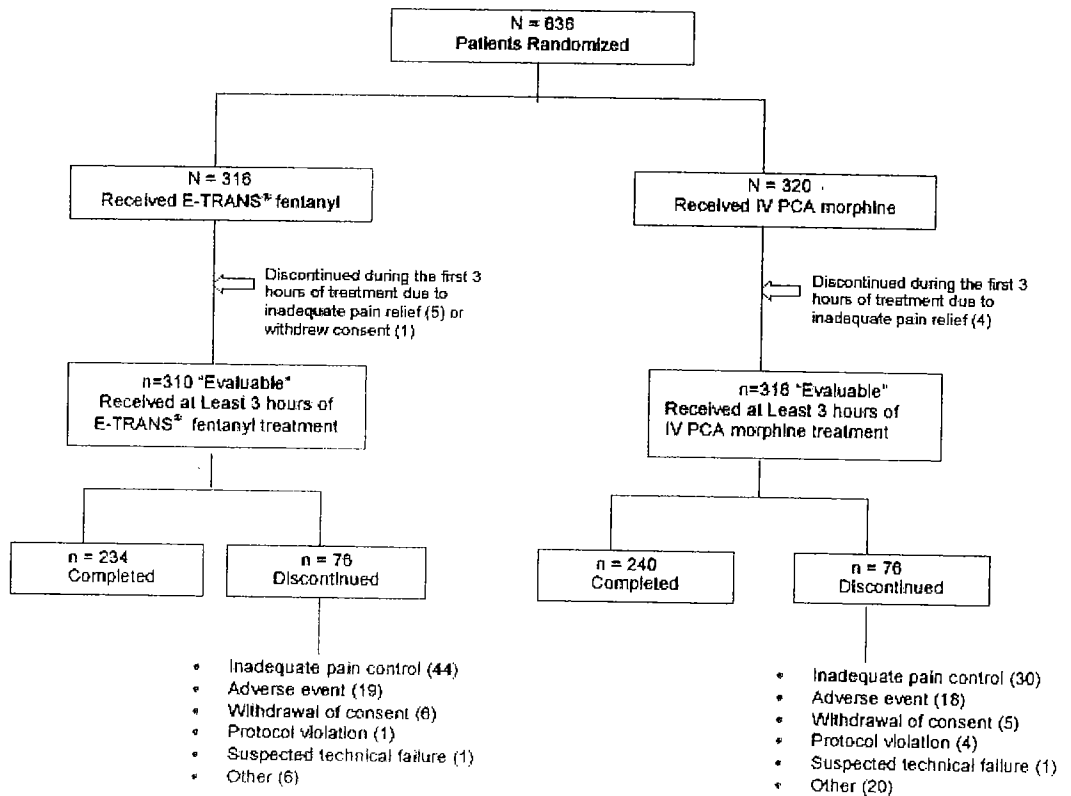 N = 636
Patients Randomized
N = 316
Received E-TRANS® fentanyl
N = 320
Received IV PCA morphine
Discontinued during the first 3
hours of treatment due to
inadequate pain relief (5) or
withdrew consent (1)
Discontinued during the first 3
hours of treatment due to
inadequate pain relief (4)
n=310 "Evaluable"
Received at Least 3 hours of
E-TRANS® fentanyl treatment
n=316 "Evaluable"
Received at Least 3 hours of
IV PCA morphine treatment
n = 234
Completed
n = 76
Discontinued
n = 240
Completed
n = 76
Discontinued
• Inadequate pain control (44)
• Adverse event (19)
• Withdrawal of consent (6)
• Protocol violation (1)
• Suspected technical failure (1)
• Other (6)
• Inadequate pain control (30)
• Adverse event (18)
• Withdrawal of consent (5)
• Protocol violation (4)
• Suspected technical failure (1)
• Other (20)